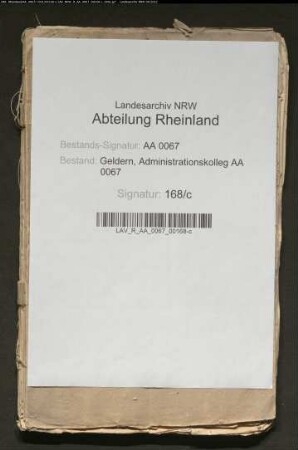 Landesarchiv NRW
Abteilung Rheinland
Bestands-Signatur: AA 0067
Bestand: Geldern, Administrationskolleg AA
0067
Signatur: 168/c
LAV_R_AA_0067_00168-c